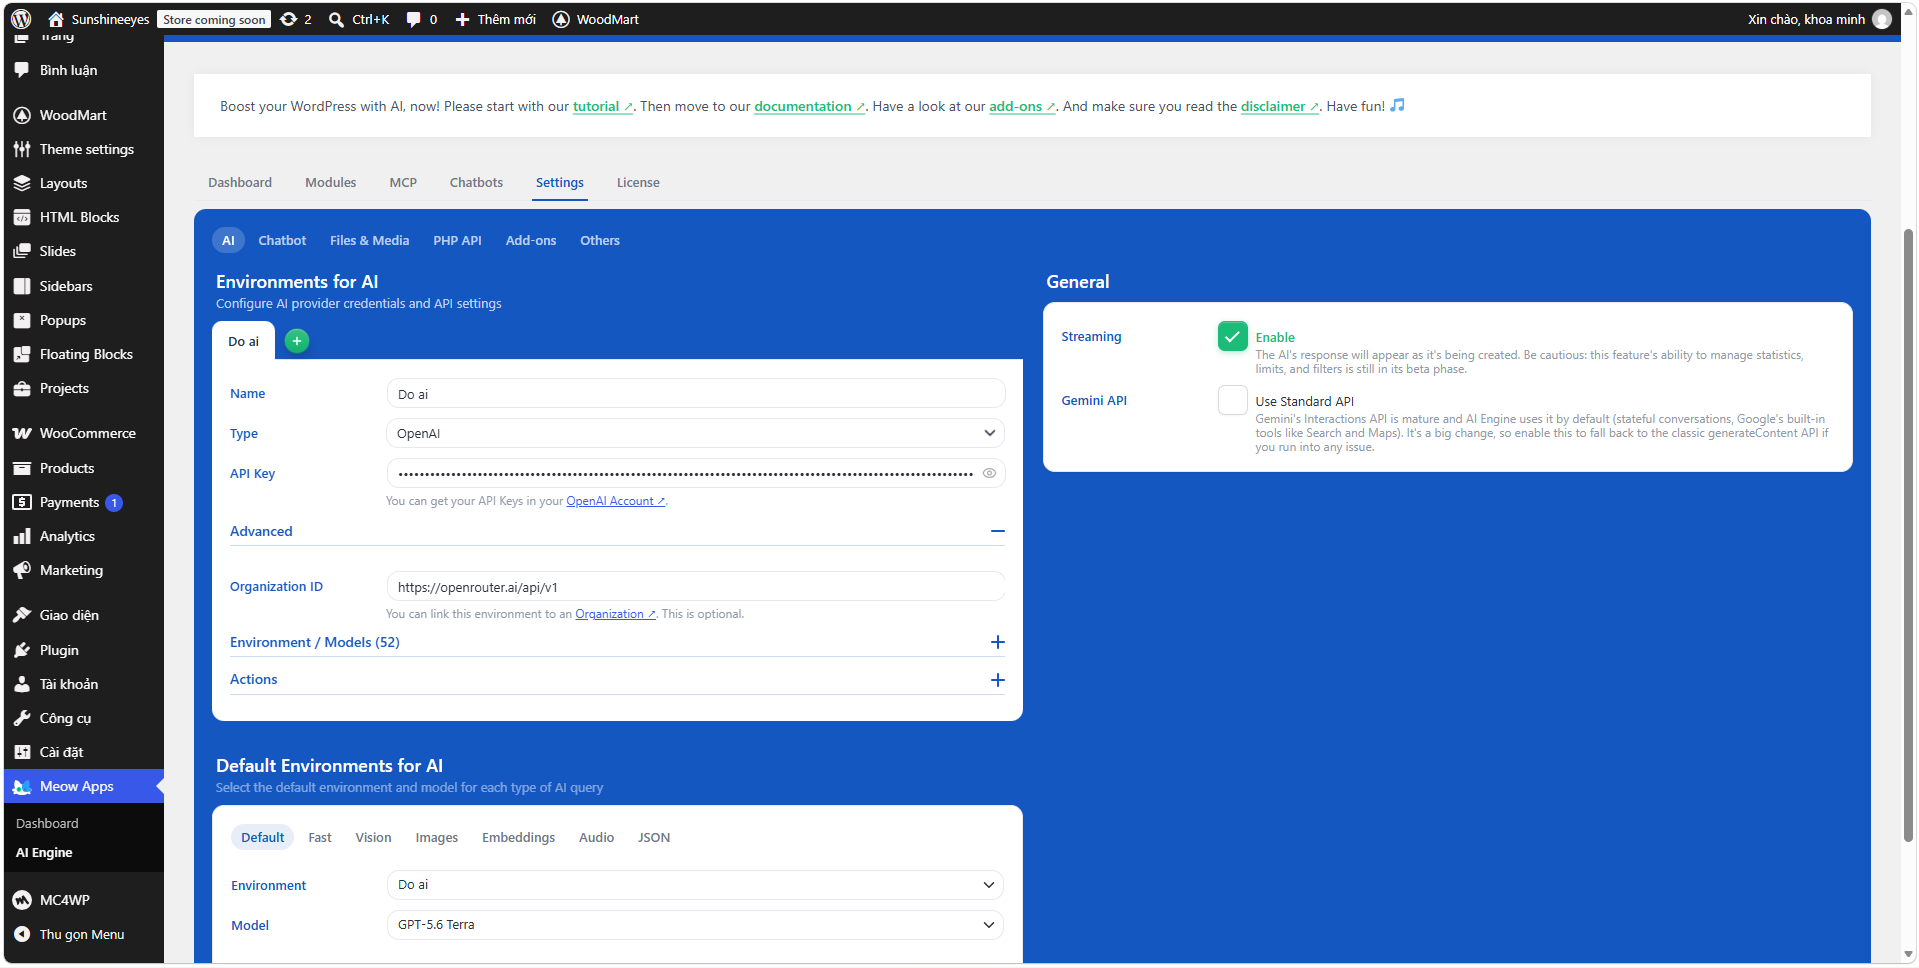 Sunshineeyes Store coming soon 2 Ctrl+K 0 Thêm mới WoodMart Xin chào, khoa minh
Trang
Bình luận
WoodMart
Theme settings
Layouts
HTML Blocks
Slides
Sidebars
Popups
Floating Blocks
Projects
WooCommerce
Products
Payments 1
Analytics
Marketing
Giao diện
Plugin
Tài khoản
Công cụ
Cài đặt
Meow Apps
Dashboard
AI Engine
MC4WP
Thu gọn Menu
Boost your WordPress with AI, now! Please start with our tutorial ↗. Then move to our documentation ↗. Have a look at our add-ons ↗. And make sure you read the disclaimer ↗. Have fun! 🎵
Dashboard Modules MCP Chatbots Settings License
AI Chatbot Files & Media PHP API Add-ons Others
Environments for AI
Configure AI provider credentials and API settings
Do ai +
Name Do ai
Type OpenAI
API Key
You can get your API Keys in your OpenAI Account ↗.
Advanced
Organization ID https://openrouter.ai/api/v1
You can link this environment to an Organization ↗. This is optional.
Environment / Models (52)
Actions
Default Environments for AI
Select the default environment and model for each type of AI query
Default Fast Vision Images Embeddings Audio JSON
Environment Do ai
Model GPT-5.6 Terra
General
Streaming Enable
The AI's response will appear as it's being created. Be cautious: this feature's ability to manage statistics,
limits, and filters is still in its beta phase.
Gemini API Use Standard API
Gemini's Interactions API is mature and AI Engine uses it by default (stateful conversations, Google's built-in
tools like Search and Maps). It's a big change, so enable this to fall back to the classic generateContent API if
you run into any issue.